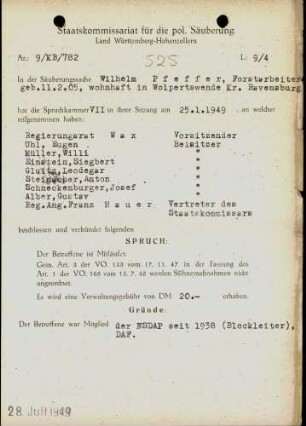 Staatskommissariat für die pol. Säuberung
Land Württemberg-Hohenzollern
Az: 9/XB/782
525
L- 9/4
In der Säuberungssache Wilhelm Pfeffer, Forstarbeiter
geb.11.2.05, wohnhaft in Wolpertswende Kr. Ravensburg
hat die Spruchkammer VII in ihrer Sitzung am 25.1.1949 an welcher
teilgenommen haben:
Regierungsrat Wax Vorsitzender
Uhl, Eugen Beisitzer
Müller, Willi "
Einstein, Siegbert "
Leodegar "
Anton "
Schneckenburger, Josef "
Alber, Gustav "
Reg.Ang.Franz Hauer Vertreter des
Staatskommissars
beschlossen und verkündet folgenden
SPRUCH:
Der Betroffene ist Mitläufer.
Gem. Art. 2 der VO. 133 vom 17. 11. 47 in der Fassung des
Art. 1 der VO. 165 vom 13. 7. 48 werden Sühnemaßnahmen nicht
angeordnet.
Es wird eine Verwaltungsgebühr von DM 20.- erhoben.
Gründe:
Der Betroffene war Mitglied der NSDAP seit 1938 (Blockleiter),
DAF.
28. Juli 1949